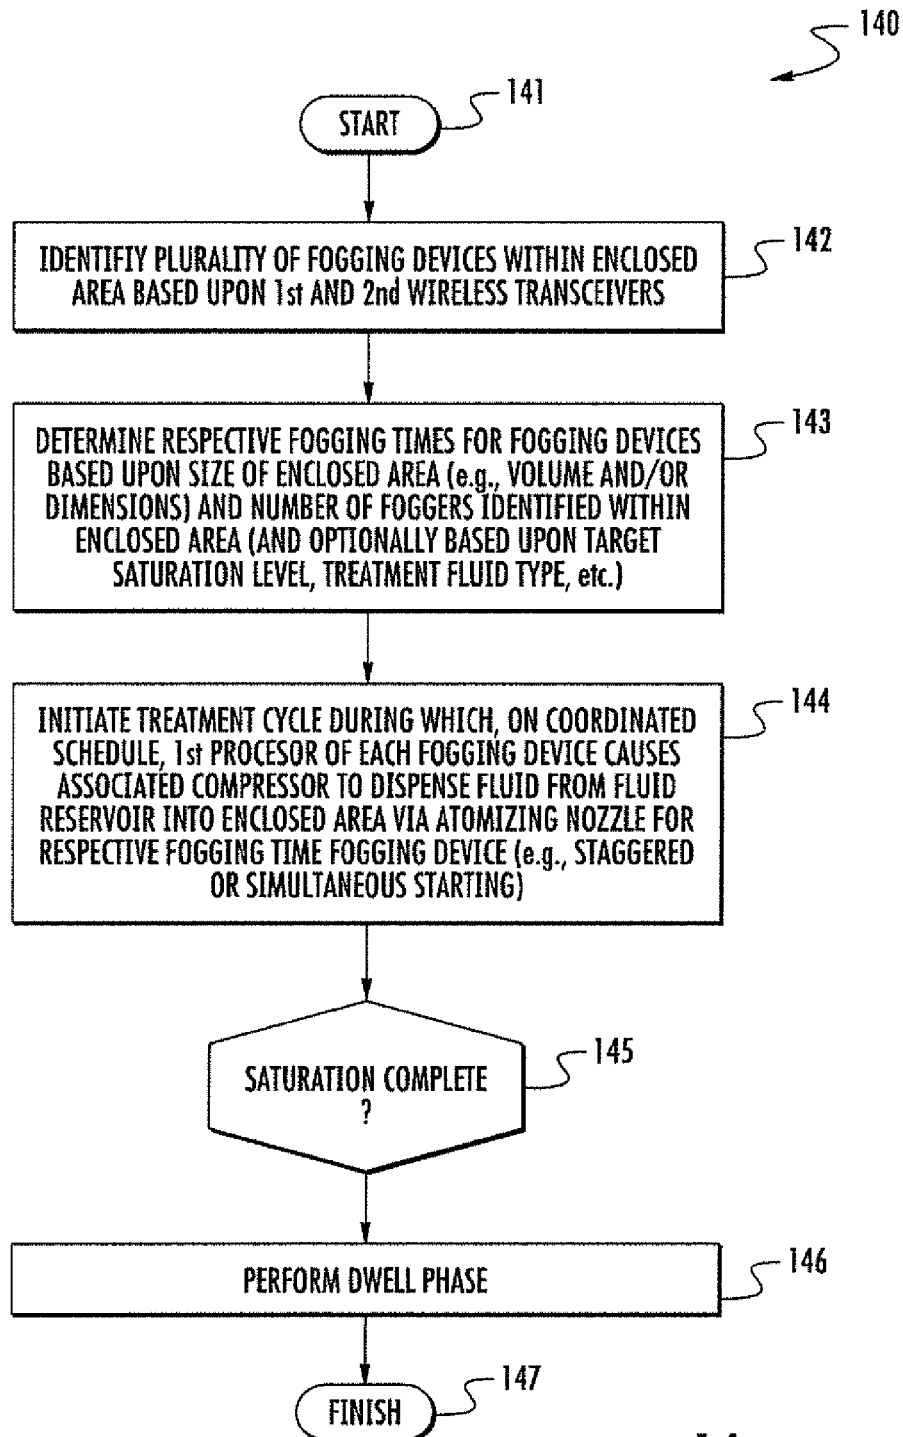 140
START
141
IDENTIFIY PLURALITY OF FOGGING DEVICES WITHIN ENCLOSED
AREA BASED UPON 1st AND 2nd WIRELESS TRANSCEIVERS
142
DETERMINE RESPECTIVE FOGGING TIMES FOR FOGGING DEVICES
BASED UPON SIZE OF ENCLOSED AREA (e.g., VOLUME AND/OR
DIMENSIONS) AND NUMBER OF FOGGERS IDENTIFIED WITHIN
ENCLOSED AREA (AND OPTIONALLY BASED UPON TARGET
SATURATION LEVEL, TREATMENT FLUID TYPE, etc.)
143
INITIATE TREATMENT CYCLE DURING WHICH, ON COORDINATED
SCHEDULE, 1st PROCESOR OF EACH FOGGING DEVICE CAUSES
ASSOCIATED COMPRESSOR TO DISPENSE FLUID FROM FLUID
RESERVOIR INTO ENCLOSED AREA VIA ATOMIZING NOZZLE FOR
RESPECTIVE FOGGING TIME FOGGING DEVICE (e.g., STAGGERED
OR SIMULTANEOUS STARTING)
144
SATURATION COMPLETE
?
145
PERFORM DWELL PHASE
146
FINISH
147